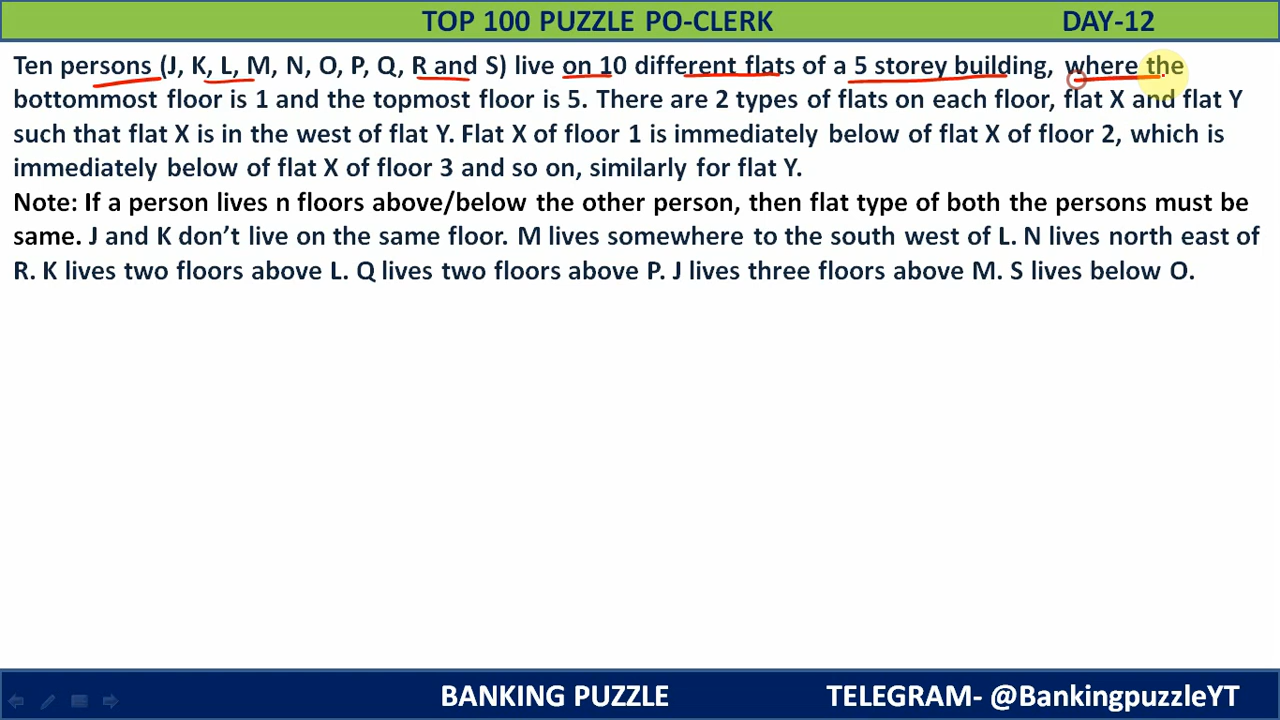 TOP 100 PUZZLE PO-CLERK DAY-12
Ten persons (J, K, L, M, N, O, P, Q, R and S) live on 10 different flats of a 5 storey building, where the
bottommost floor is 1 and the topmost floor is 5. There are 2 types of flats on each floor, flat X and flat Y
such that flat X is in the west of flat Y. Flat X of floor 1 is immediately below of flat X of floor 2, which is
immediately below of flat X of floor 3 and so on, similarly for flat Y.
Note: If a person lives n floors above/below the other person, then flat type of both the persons must be
same. J and K don’t live on the same floor. M lives somewhere to the south west of L. N lives north east of
R. K lives two floors above L. Q lives two floors above P. J lives three floors above M. S lives below O.
BANKING PUZZLE TELEGRAM- @BankingpuzzleYT